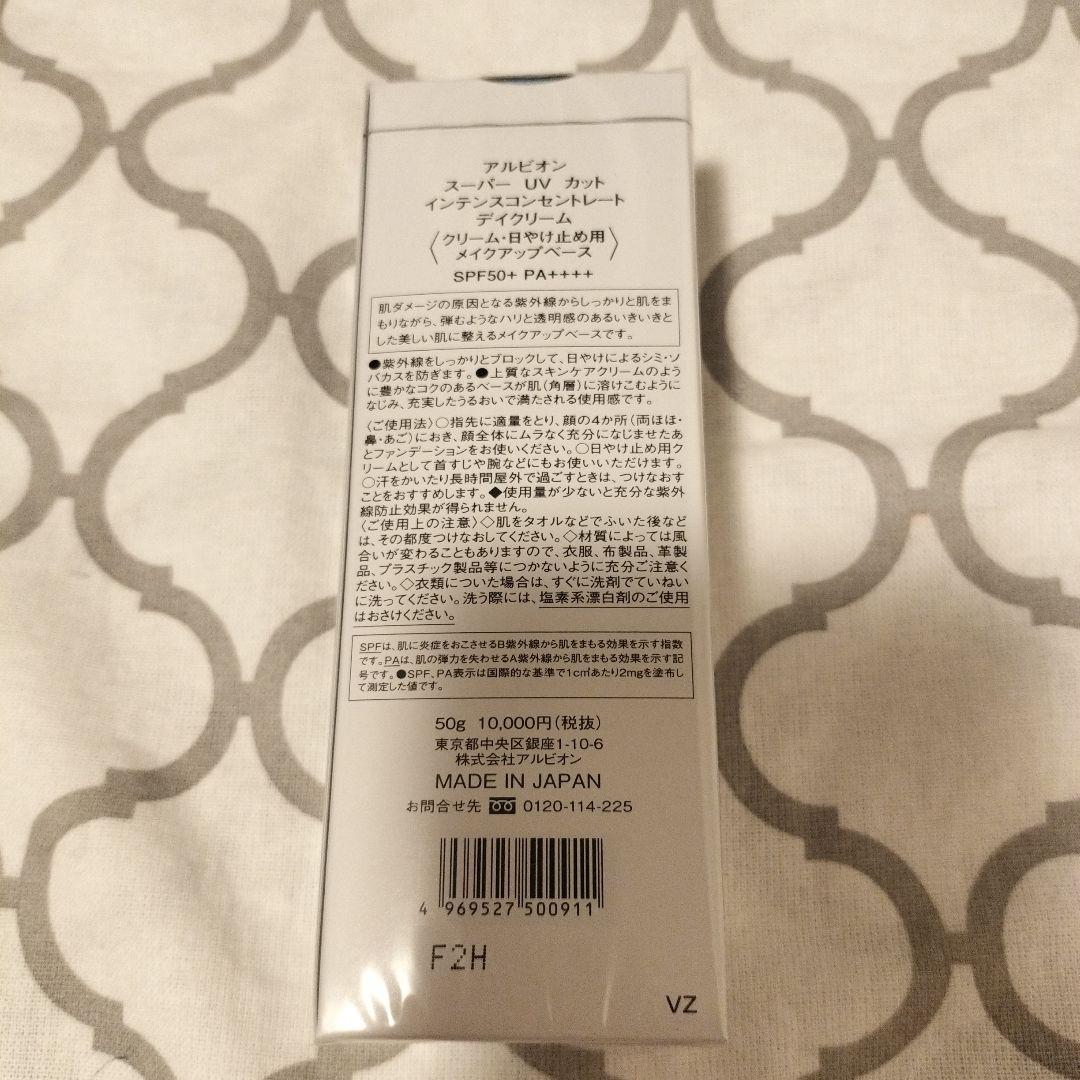 アルビオン
スーパー UV カット
インテンスコンセントレート
デイクリーム
〈クリーム・日やけ止め用
メイクアップベース〉
SPF50+ PA++++
肌ダメージの原因となる紫外線からしっかりと肌をま
もりながら、弾むようなハリと透明感のあるいきいきと
した美しい肌に整えるメイクアップベースです。
●紫外線をしっかりとブロックして、日やけによるシミ・ソ
バカスを防ぎます。●上質なスキンケアクリームのよう
に豊かなコクのあるベースが肌(角層)に溶けこむように
なじみ、充実したうるおいで満たされる使用感です。
〈ご使用法〉○指先に適量をとり、顔の4か所(両ほほ・
鼻・あご)におき、顔全体にムラなく充分になじませたあ
とファンデーションをお使いください。○日やけ止め用ク
リームとして首すじや腕などにもお使いいただけます。
○汗をかいたり長時間屋外で過ごすときは、つけなおす
ことをおすすめします。◆使用量が少ないと充分な紫外
線防止効果が得られません。
〈ご使用上の注意〉◇肌をタオルなどでふいた後など
は、その都度つけなおしてください。◇材質によっては風
合いが変わることもありますので、衣服、布製品、革製
品、プラスチック製品等につかないように充分ご注意く
ださい。◇衣類についた場合は、すぐに洗剤でていねい
に洗ってください。洗う際には、塩素系漂白剤のご使用
はおさけください。
SPFは、肌に炎症をおこさせるB紫外線から肌をまもる効果を示す指数
です。PAは、肌の弾力を失わせるA紫外線から肌をまもる効果を示す記
号です。●SPF、PA表示は国際的な基準で1cm²あたり2mgを塗布し
て測定した値です。
50g 10,000円(税抜)
東京都中央区銀座1-10-6
株式会社アルビオン
MADE IN JAPAN
お問合せ先 0120-114-225
4 969527 500911
F2H
VZ